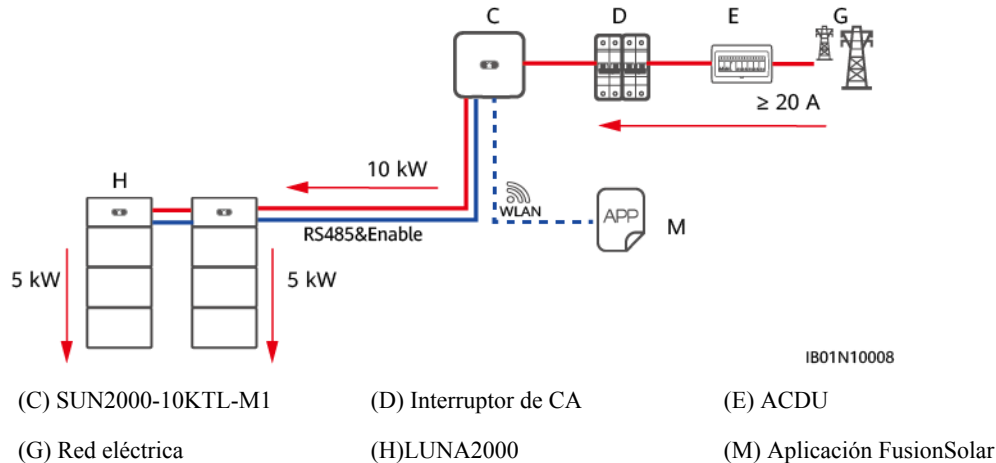 C D E G
≥ 20 A
10 kW
H
WLAN
APP
M
RS485&Enable
5 kW 5 kW
IB01N10008
(C) SUN2000-10KTL-M1 (D) Interruptor de CA (E) ACDU
(G) Red eléctrica (H)LUNA2000 (M) Aplicación FusionSolar